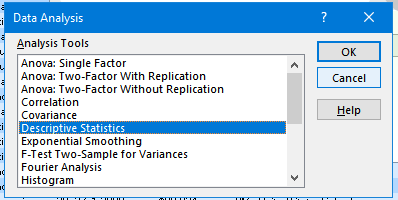 Data Analysis
?
Analysis Tools
Anova: Single Factor
Anova: Two-Factor With Replication
Anova: Two-Factor Without Replication
Correlation
Covariance
Descriptive Statistics
Exponential Smoothing
F-Test Two-Sample for Variances
Fourier Analysis
Histogram
OK
Cancel
Help